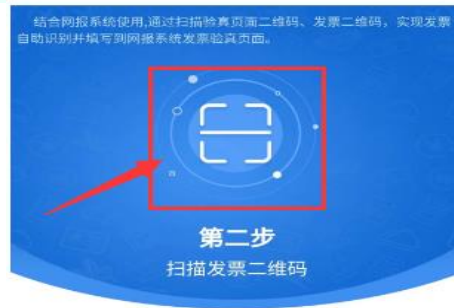 结合网报系统使用,通过扫描验真页面二维码、发票二维码，实现发票
自助识别并填写到网报系统发票验真页面。
第二步
扫描发票二维码